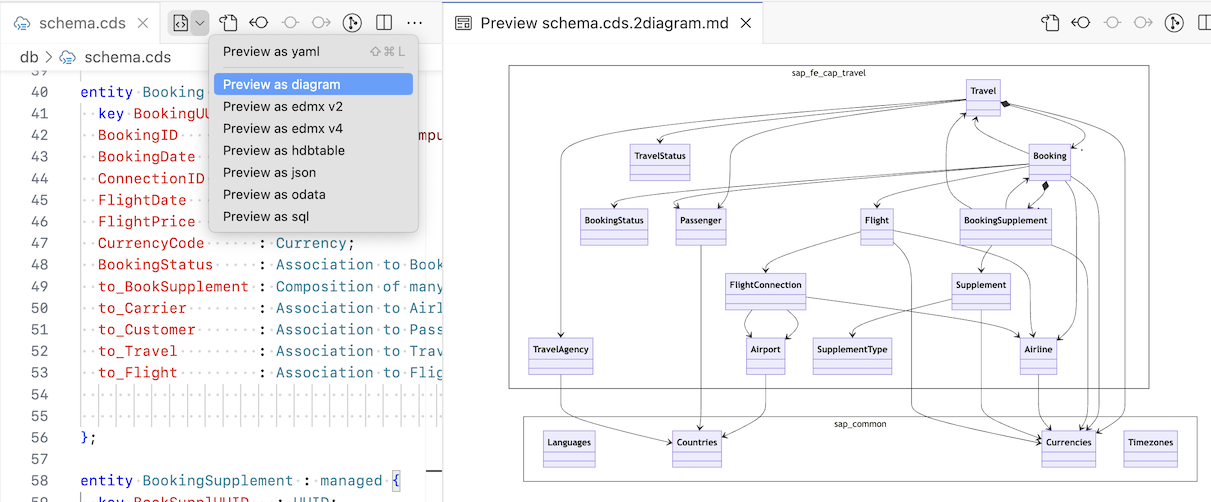 schema.cds
Preview schema.cds.2diagram.md
db > schema.cds
Preview as yaml ⇧⌘L
Preview as diagram
Preview as edmx v2
Preview as edmx v4
Preview as hdbtable
Preview as json
Preview as odata
Preview as sql
39
40 entity Booking
41 key BookingUU
42 BookingID mpu
43 BookingDate
44 ConnectionID
45 FlightDate
46 FlightPrice
47 CurrencyCode : Currency;
48 BookingStatus : Association to Book
49 to_BookSupplement : Composition of many
50 to_Carrier : Association to Airl
51 to_Customer : Association to Pass
52 to_Travel : Association to Trav
53 to_Flight : Association to Flig
54
55
56 };
57
58 entity BookingSupplement : managed {
59 key BookSupplUUID : UUID;
sap_fe_cap_travel
Travel
TravelStatus
Booking
BookingStatus
Passenger
Flight
BookingSupplement
FlightConnection
Supplement
TravelAgency
Airport
SupplementType
Airline
sap_common
Languages
Countries
Currencies
Timezones